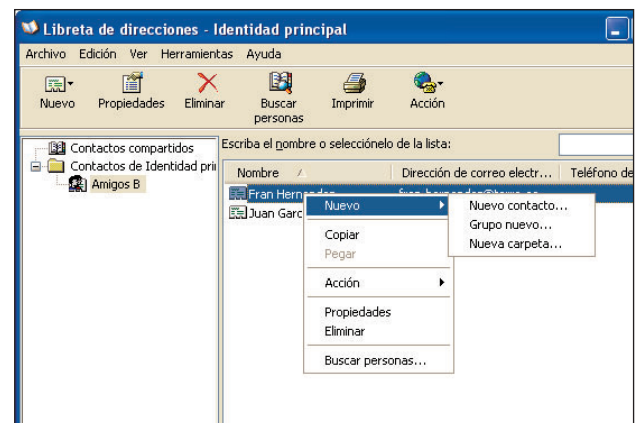 Libreta de direcciones - Identidad principal
Archivo Edición Ver Herramientas Ayuda
Nuevo Propiedades Eliminar Buscar personas Imprimir Acción
Escriba el nombre o selecciónelo de la lista:
Contactos compartidos
Contactos de Identidad pri
Amigos B
Nombre Dirección de correo electr... Teléfono de
Fran Hernandez
Juan Garc
Nuevo
Copiar
Pegar
Acción
Propiedades
Eliminar
Buscar personas...
Nuevo contacto...
Grupo nuevo...
Nueva carpeta...